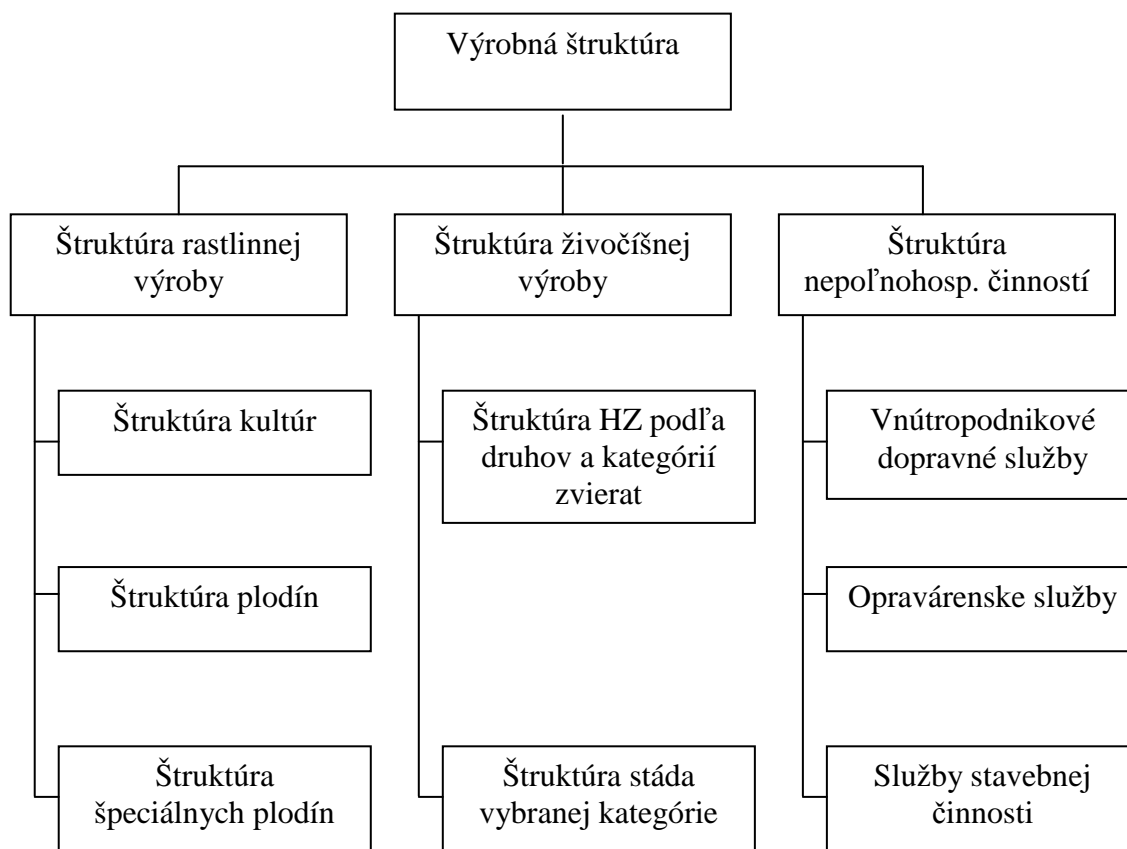 Výrobná štruktúra
Štruktúra rastlinnej
výroby
Štruktúra živočíšnej
výroby
Štruktúra
nepoľnohosp. činností
Štruktúra kultúr
Štruktúra HZ podľa
druhov a kategórií
zvierat
Vnútropodnikové
dopravné služby
Štruktúra plodín
Opravárenske služby
Štruktúra
špeciálnych plodín
Štruktúra stáda
vybranej kategórie
Služby stavebnej
činnosti